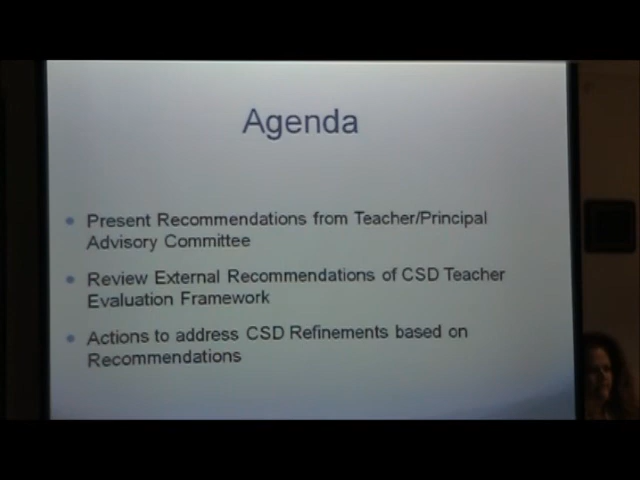 Agenda
Present Recommendations from Teacher/Principal
Advisory Committee
Review External Recommendations of CSD Teacher
Evaluation Framework
Actions to address CSD Refinements based on
Recommendations